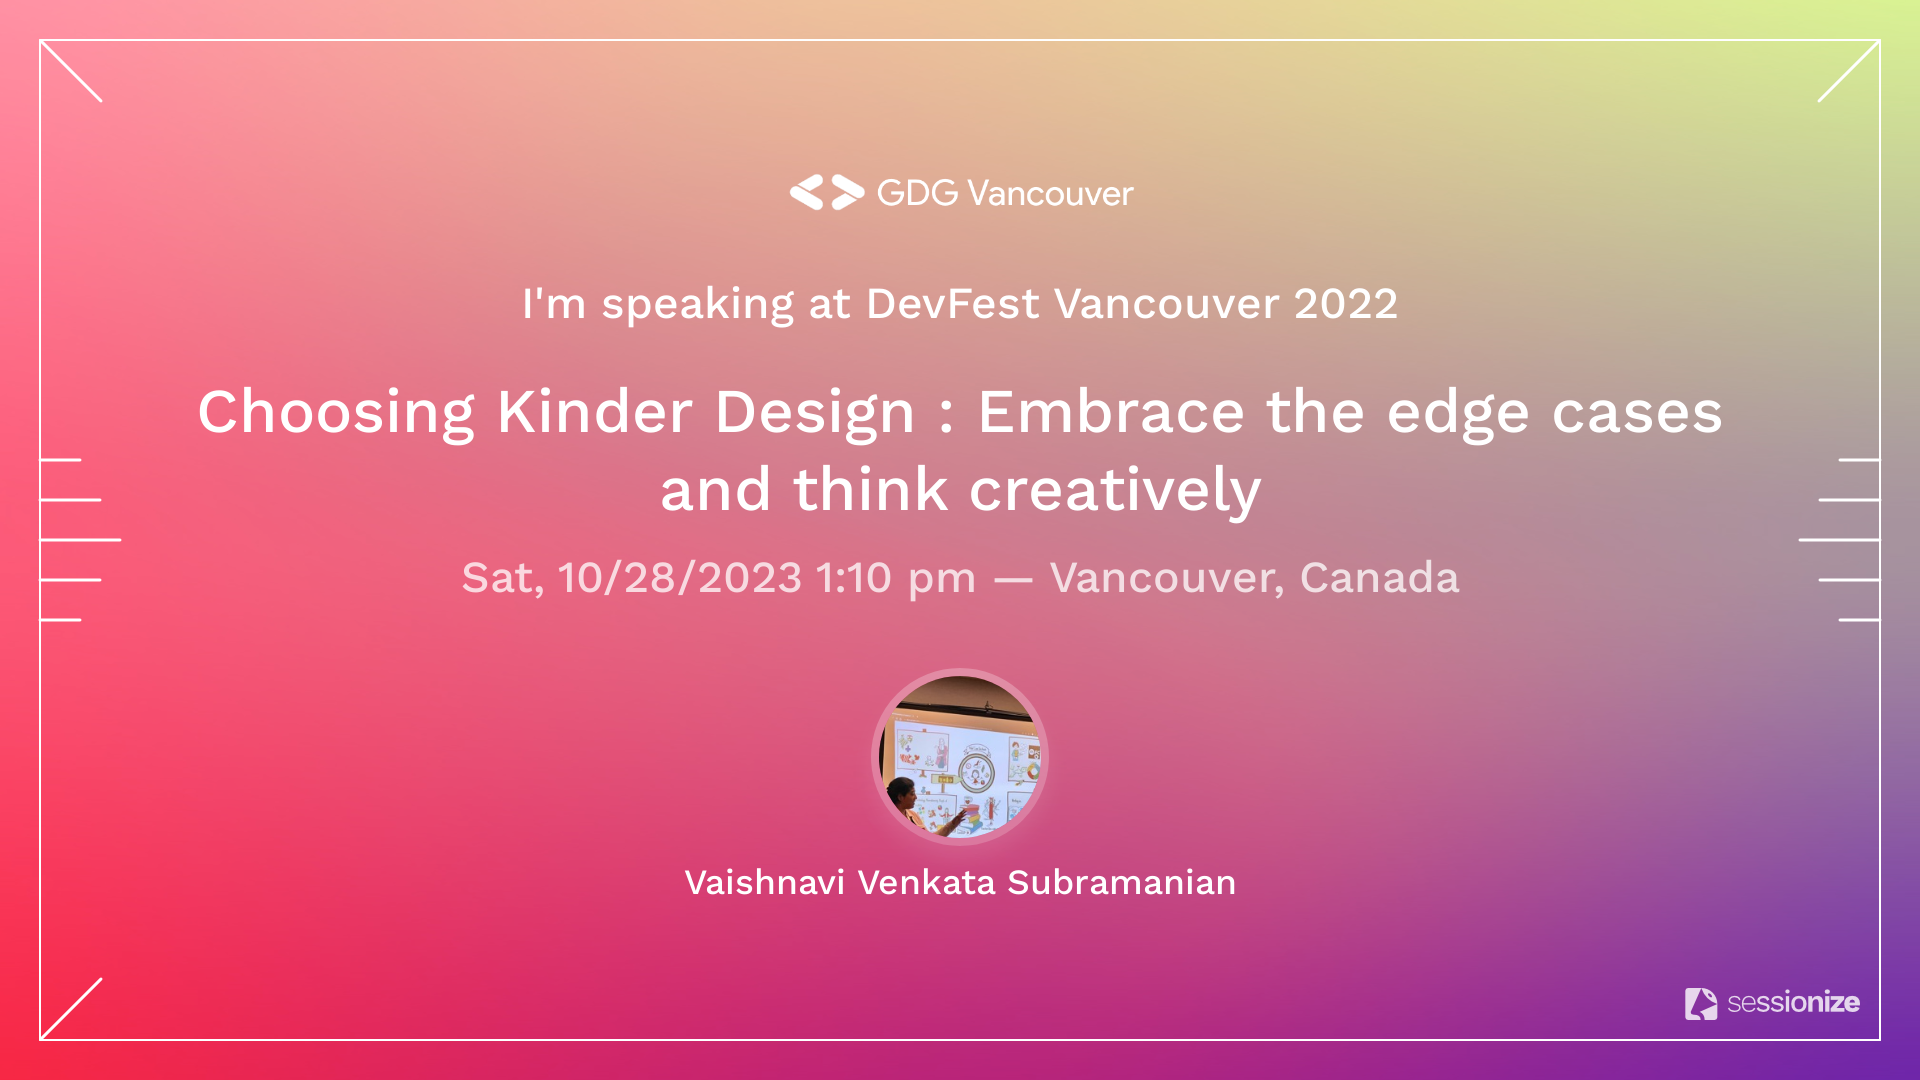 GDG Vancouver
I'm speaking at DevFest Vancouver 2022
Choosing Kinder Design : Embrace the edge cases
and think creatively
Sat, 10/28/2023 1:10 pm — Vancouver, Canada
Vaishnavi Venkata Subramanian
sessionize